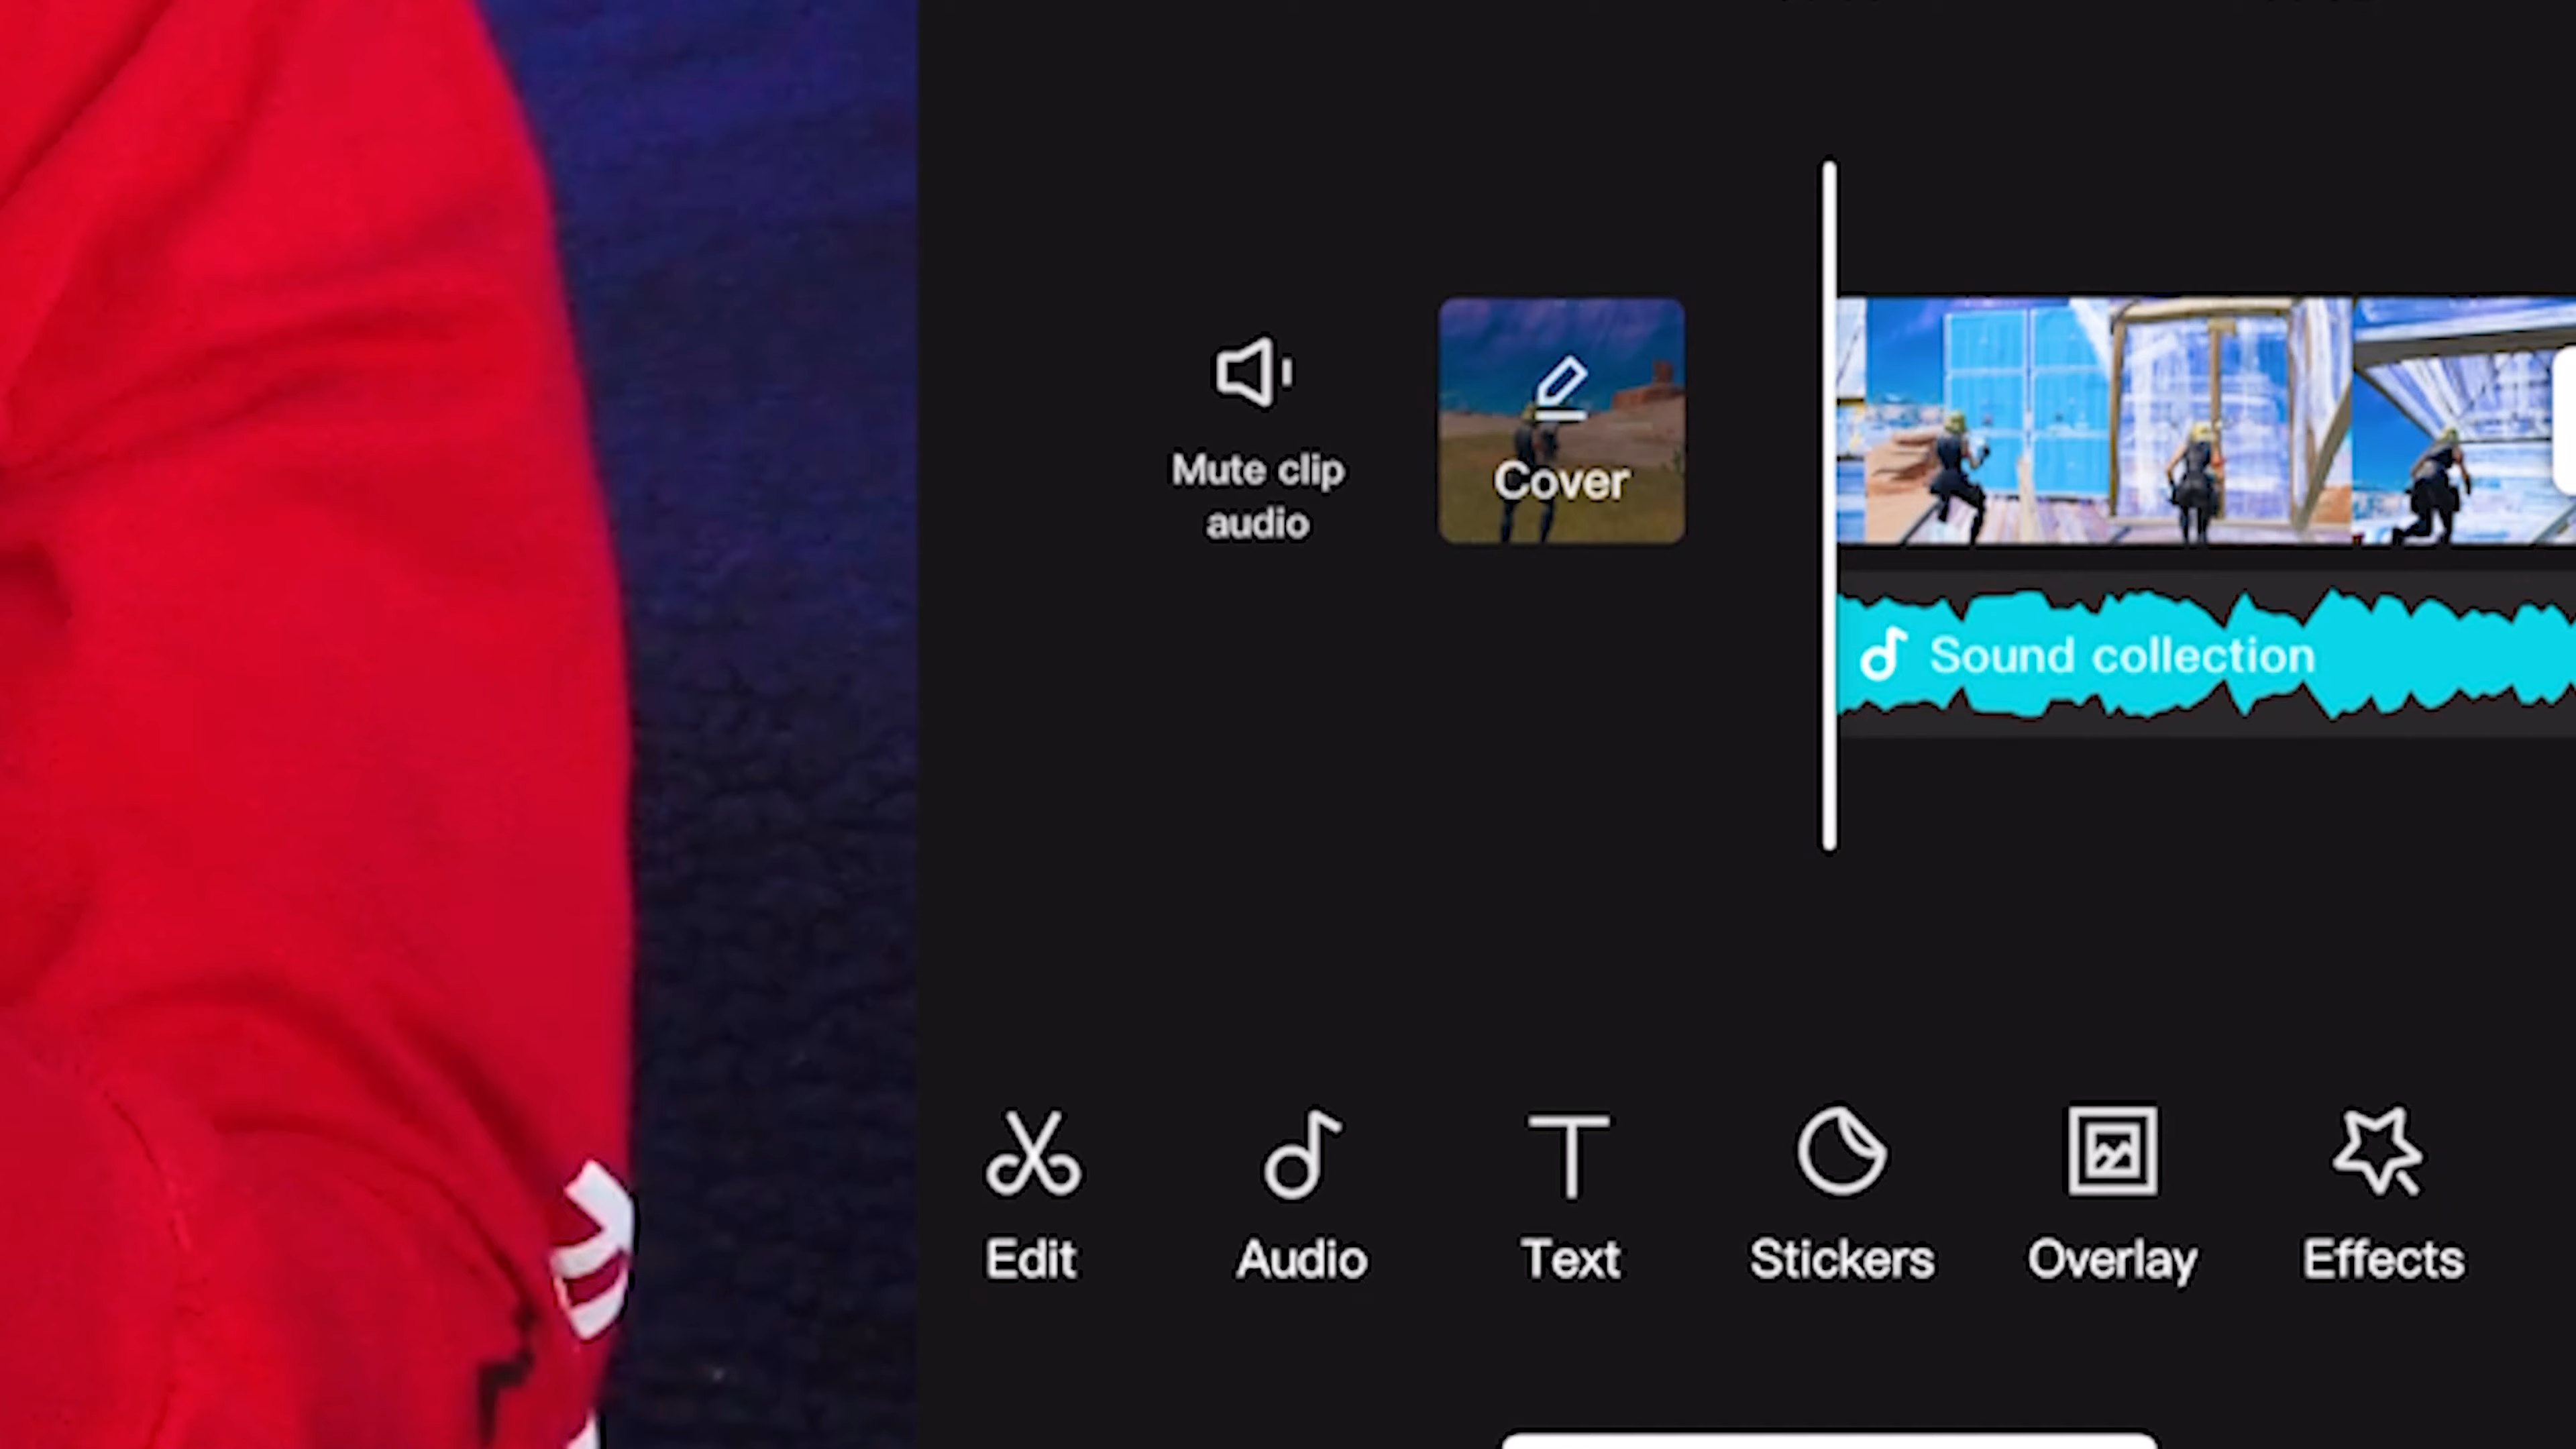 Mute clip
audio
Cover
Sound collection
Edit
Audio
Text
Stickers
Overlay
Effects